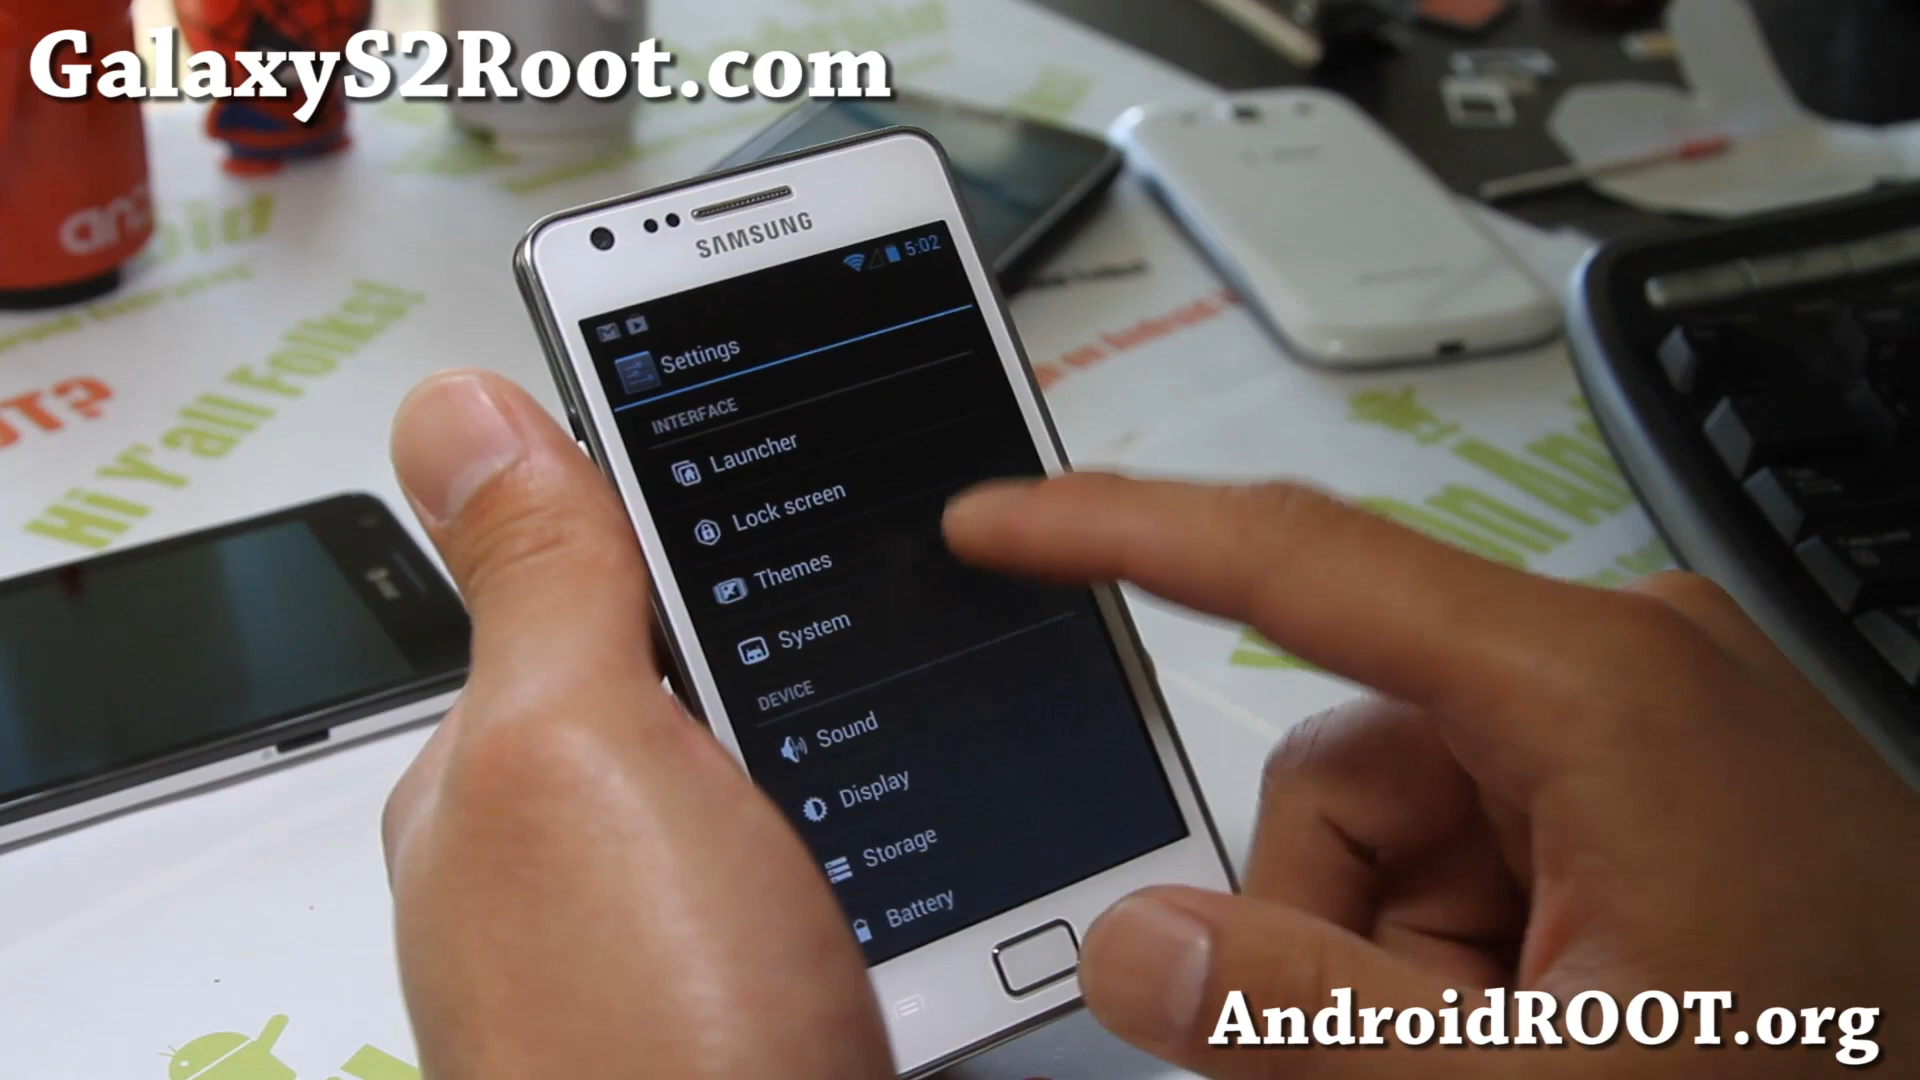 GalaxyS2Root.com
SAMSUNG
5:02
Settings
INTERFACE
Launcher
Lock screen
Themes
System
DEVICE
Sound
Display
Storage
Battery
Hi Y'all Folks!
AndroidROOT.org